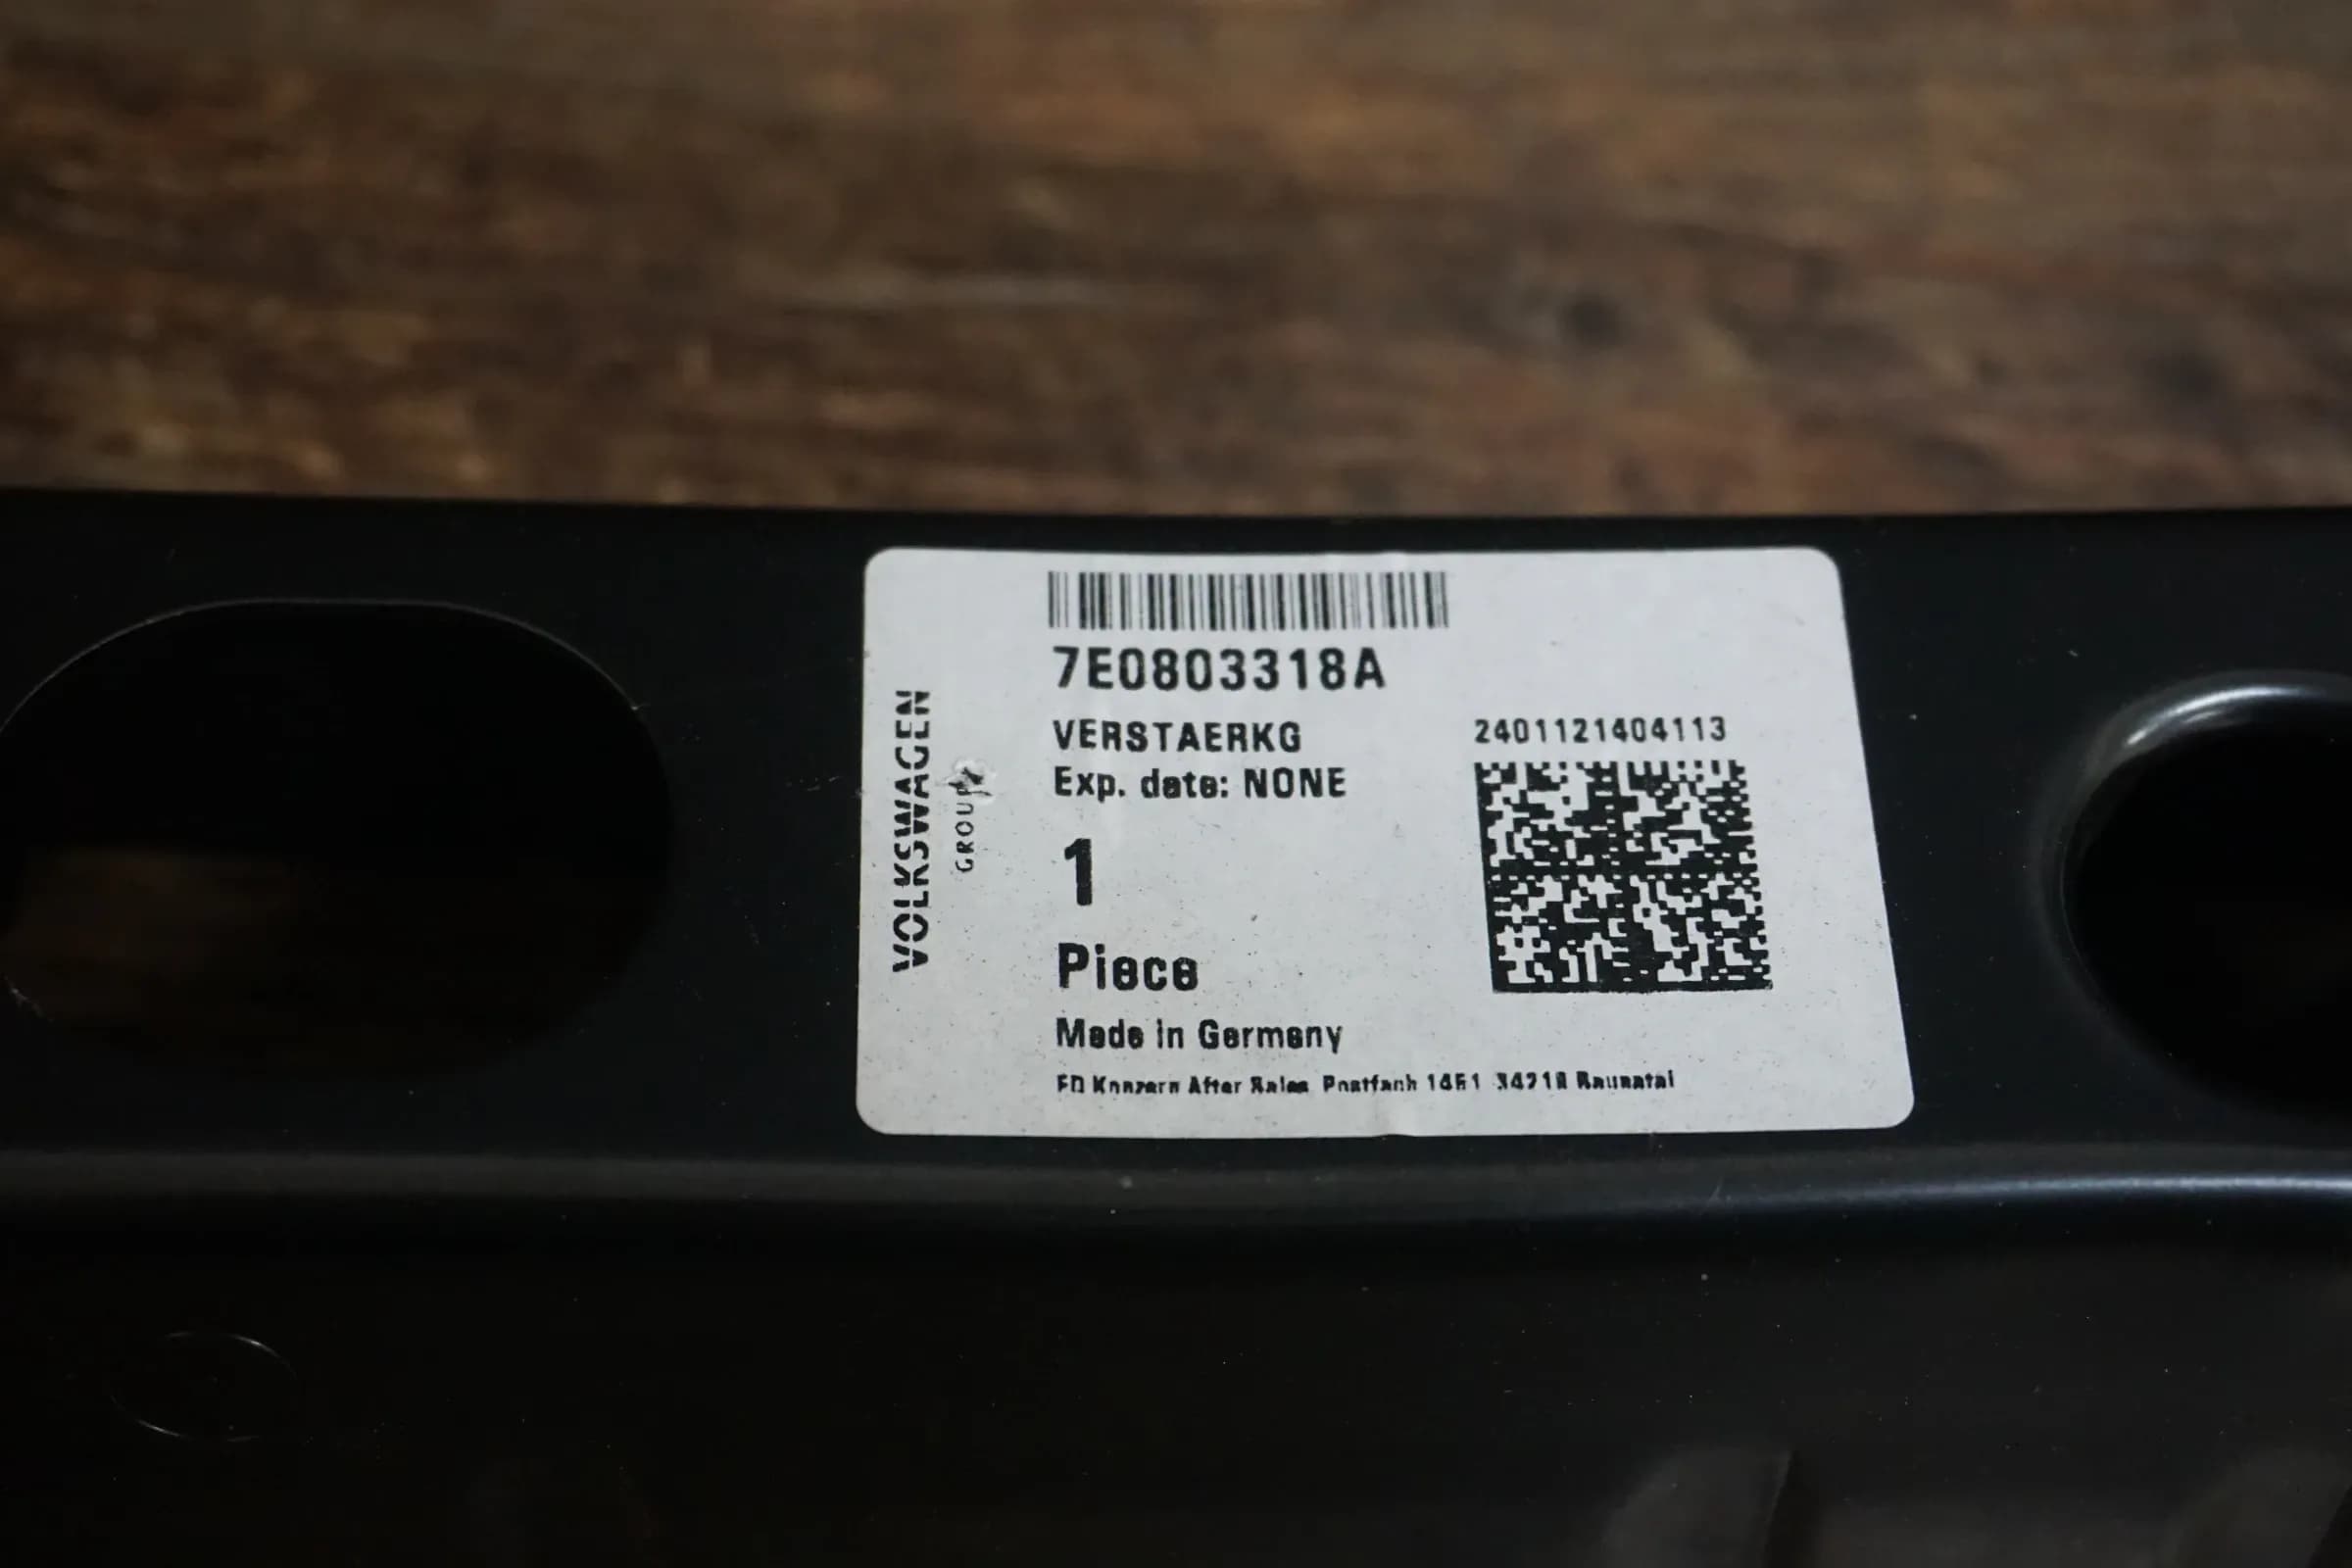 VOLKSWAGEN
GROUP
7E0803318A
VERSTAERKG
Exp. date: NONE
1
Piece
Made in Germany
2401121404113
Konzern After Sales Postfach 1451 34219 Baunatal